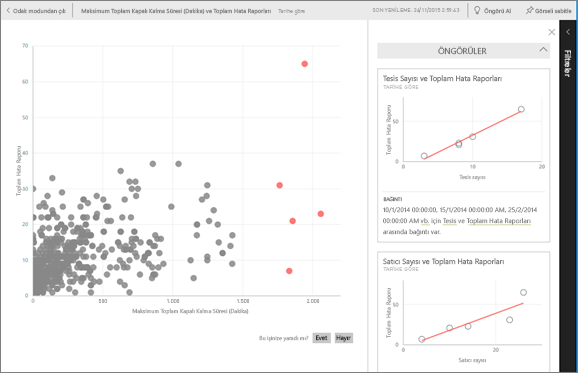 Odak modundan çık
Maksimum Toplam Kapalı Kalma Süresi (Dakika) ve Toplam Hata Raporları
Tarihe göre
SON YENİLEME: 24/11/2015 2:59:43
Öngörü Al
Görseli sabitle
Filtreler
Toplam Hata Raporu
70
60
50
40
30
20
10
0
0
500
1.000
1.500
2.000
Maksimum Toplam Kapalı Kalma Süresi (Dakika)
Bu işinize yaradı mı?
Evet
Hayır
ÖNGÖRÜLER
Tesis Sayısı ve Toplam Hata Raporları
TARİHE GÖRE
Toplam Hata Raporları
50
0
0
10
20
Tesis sayısı
BAĞINTI
10/1/2014 00:00:00, 15/1/2014 00:00:00 AM, 25/2/2014
00:00:00 AM vb. için Tesis ve Toplam Hata Raporları
arasında bağıntı var.
Satıcı Sayısı ve Toplam Hata Raporları
TARİHE GÖRE
Toplam Hata Raporları
50
0
0
20
Satıcı sayısı